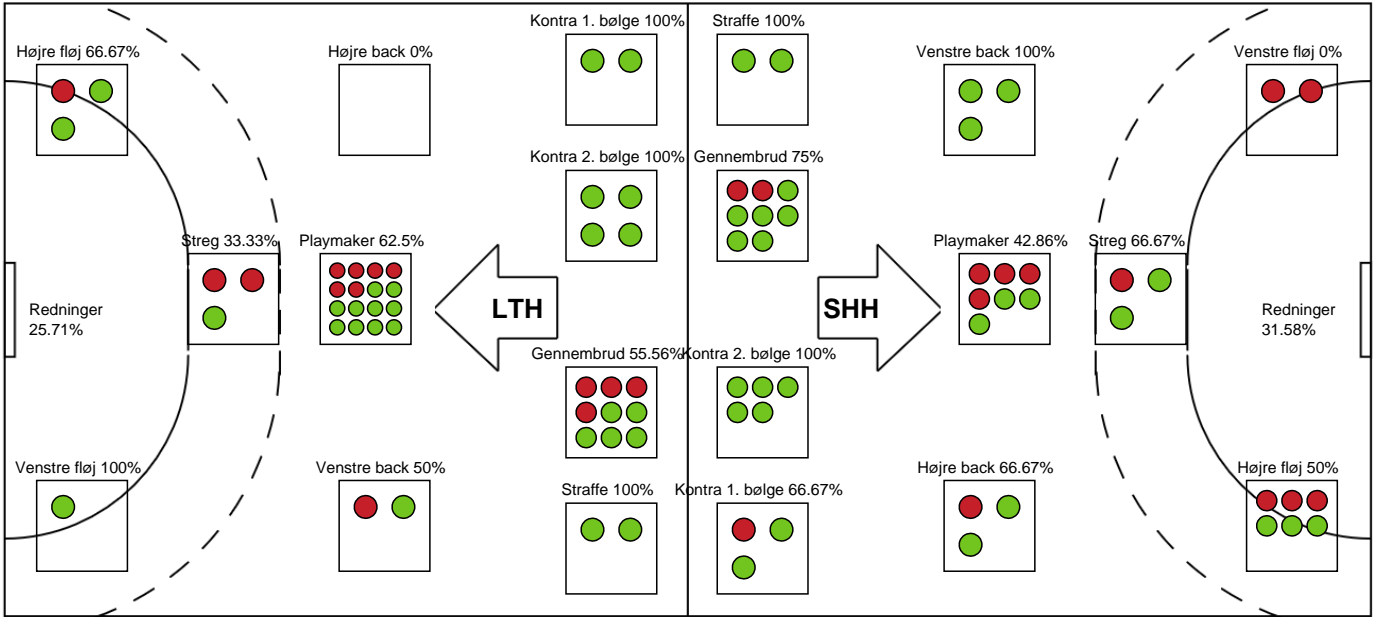 Kontra 1. bølge 100%
Straffe 100%
Højre fløj 66.67%
Højre back 0%
Venstre back 100%
Venstre fløj 0%
Kontra 2. bølge 100%
Gennembrud 75%
Streg 33.33%
Playmaker 62.5%
Playmaker 42.86%
Streg 66.67%
Redninger
25.71%
LTH
SHH
Redninger
31.58%
Gennembrud 55.56%
Kontra 2. bølge 100%
Venstre fløj 100%
Venstre back 50%
Højre back 66.67%
Højre fløj 50%
Straffe 100%
Kontra 1. bølge 66.67%